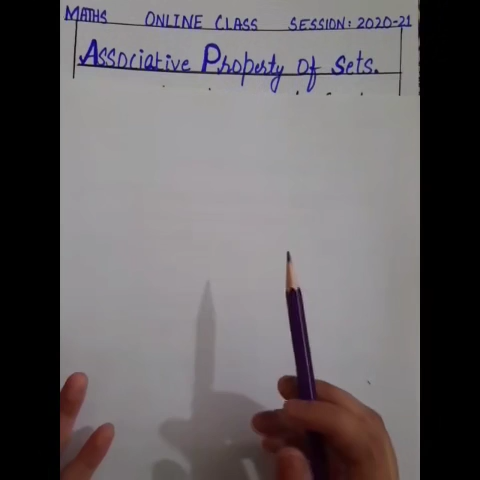 MATHS ONLINE CLASS SESSION: 2020-21
Associative Property Of Sets.